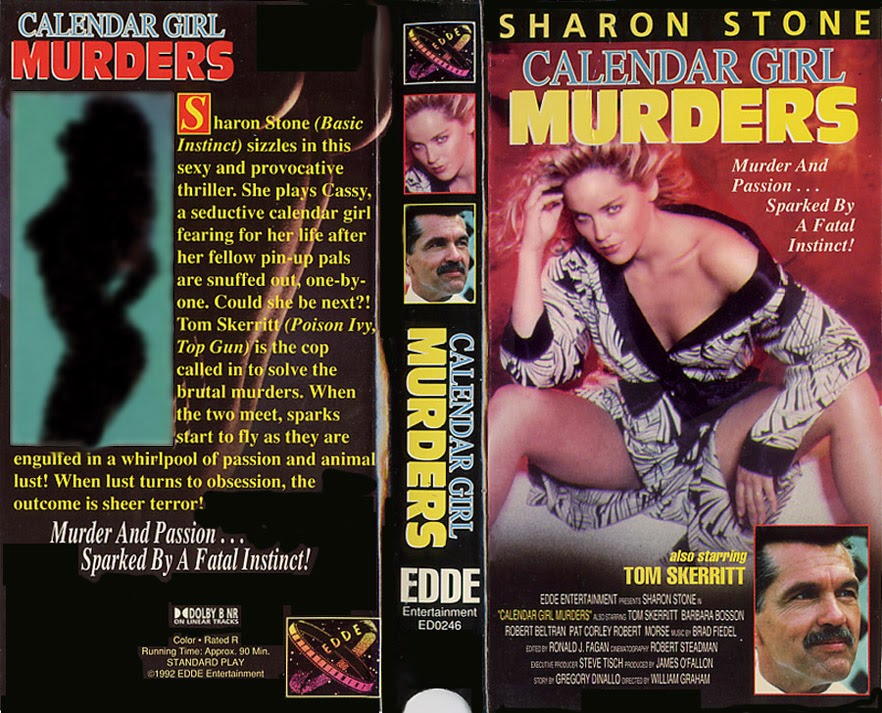 CALENDAR GIRL
MURDERS
Sharon Stone (Basic
Instinct) sizzles in this
sexy and provocative
thriller. She plays Cassy,
a seductive calendar girl
fearing for her life after
her fellow pin-up pals
are snuffed out, one-by-
one. Could she be next?!
Tom Skerritt (Poison Ivy,
Top Gun) is the cop
called in to solve the
brutal murders. When
the two meet, sparks
start to fly as they are
engulfed in a whirlpool of passion and animal
lust! When lust turns to obsession, the
outcome is sheer terror!
Murder And Passion . . .
Sparked By A Fatal Instinct!
DOLBY B NR
ON LINEAR TRACKS
Color • Rated R
Running Time: Approx. 90 Min.
STANDARD PLAY
©1992 EDDE Entertainment
EDDE
ENTERTAINMENT
EDDE
ENTERTAINMENT
CALENDAR GIRL
MURDERS
EDDE
Entertainment
ED0246
SHARON STONE
CALENDAR GIRL
MURDERS
Murder And
Passion . . .
Sparked By
A Fatal
Instinct!
also starring
TOM SKERRITT
EDDE ENTERTAINMENT PRESENTS SHARON STONE IN
"CALENDAR GIRL MURDERS" ALSO STARRING TOM SKERRITT BARBARA BOSSON
ROBERT BELTRAN PAT CORLEY ROBERT MORSE MUSIC BY BRAD FIEDEL
EDITED BY RONALD J. FAGAN CINEMATOGRAPHY ROBERT STEADMAN
EXECUTIVE PRODUCER STEVE TISCH PRODUCED BY JAMES O'FALLON
STORY BY GREGORY DINALLO DIRECTED BY WILLIAM GRAHAM